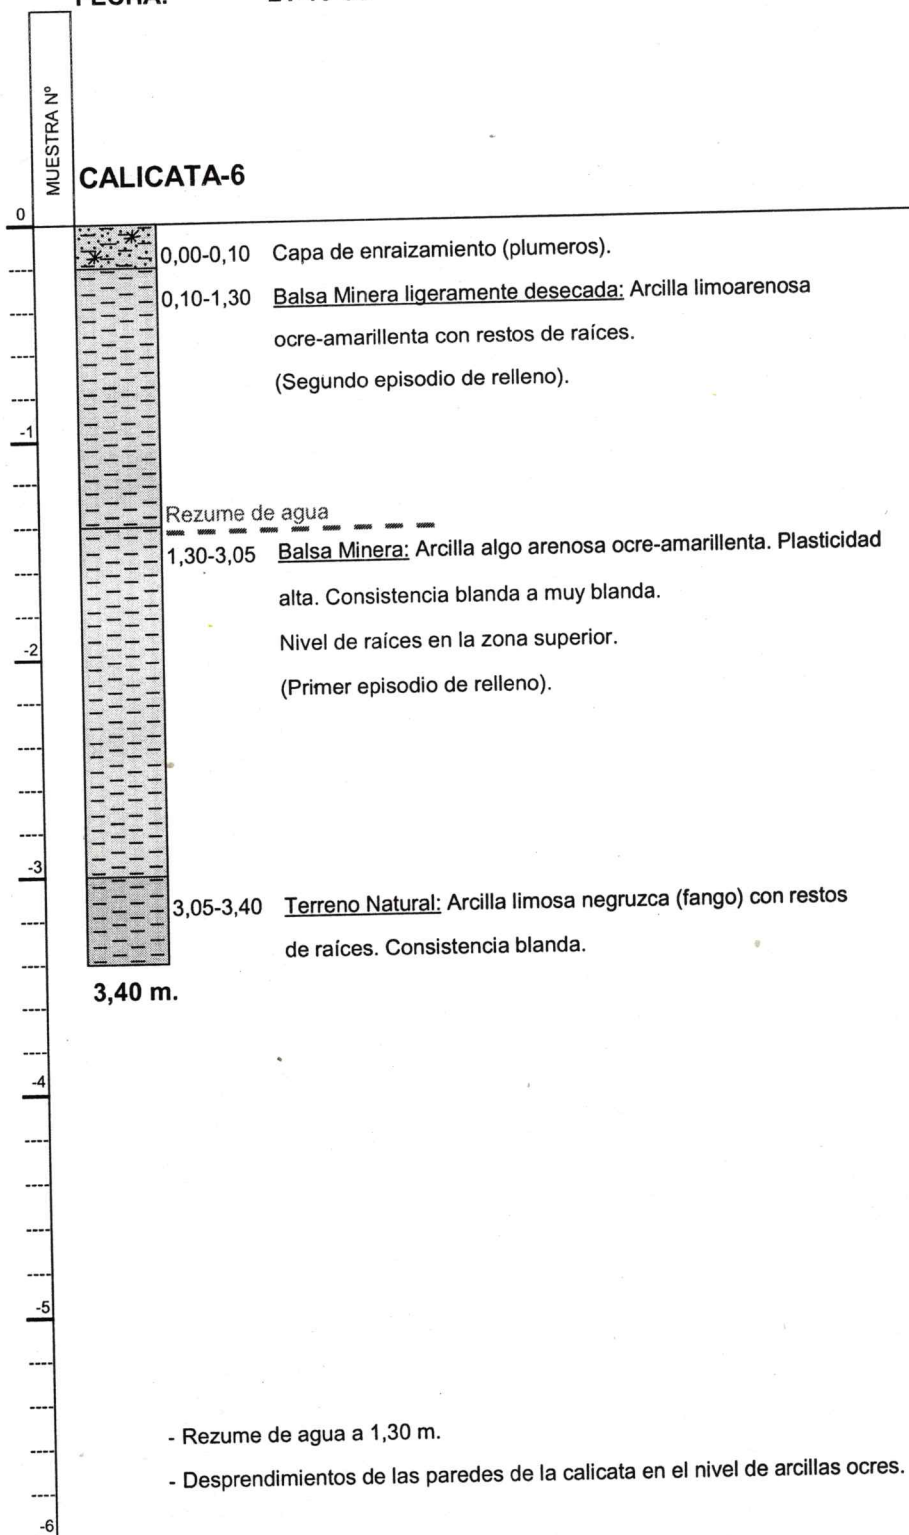 MUESTRA Nº
CALICATA-6
0
0,00-0,10 Capa de enraizamiento (plumeros).
0,10-1,30 Balsa Minera ligeramente desecada: Arcilla limoarenosa
ocre-amarillenta con restos de raíces.
(Segundo episodio de relleno).
-1
Rezume de agua
1,30-3,05 Balsa Minera: Arcilla algo arenosa ocre-amarillenta. Plasticidad
alta. Consistencia blanda a muy blanda.
-2
Nivel de raíces en la zona superior.
(Primer episodio de relleno).
-3
3,05-3,40 Terreno Natural: Arcilla limosa negruzca (fango) con restos
de raíces. Consistencia blanda.
3,40 m.
-4
-5
- Rezume de agua a 1,30 m.
- Desprendimientos de las paredes de la calicata en el nivel de arcillas ocres.
-6